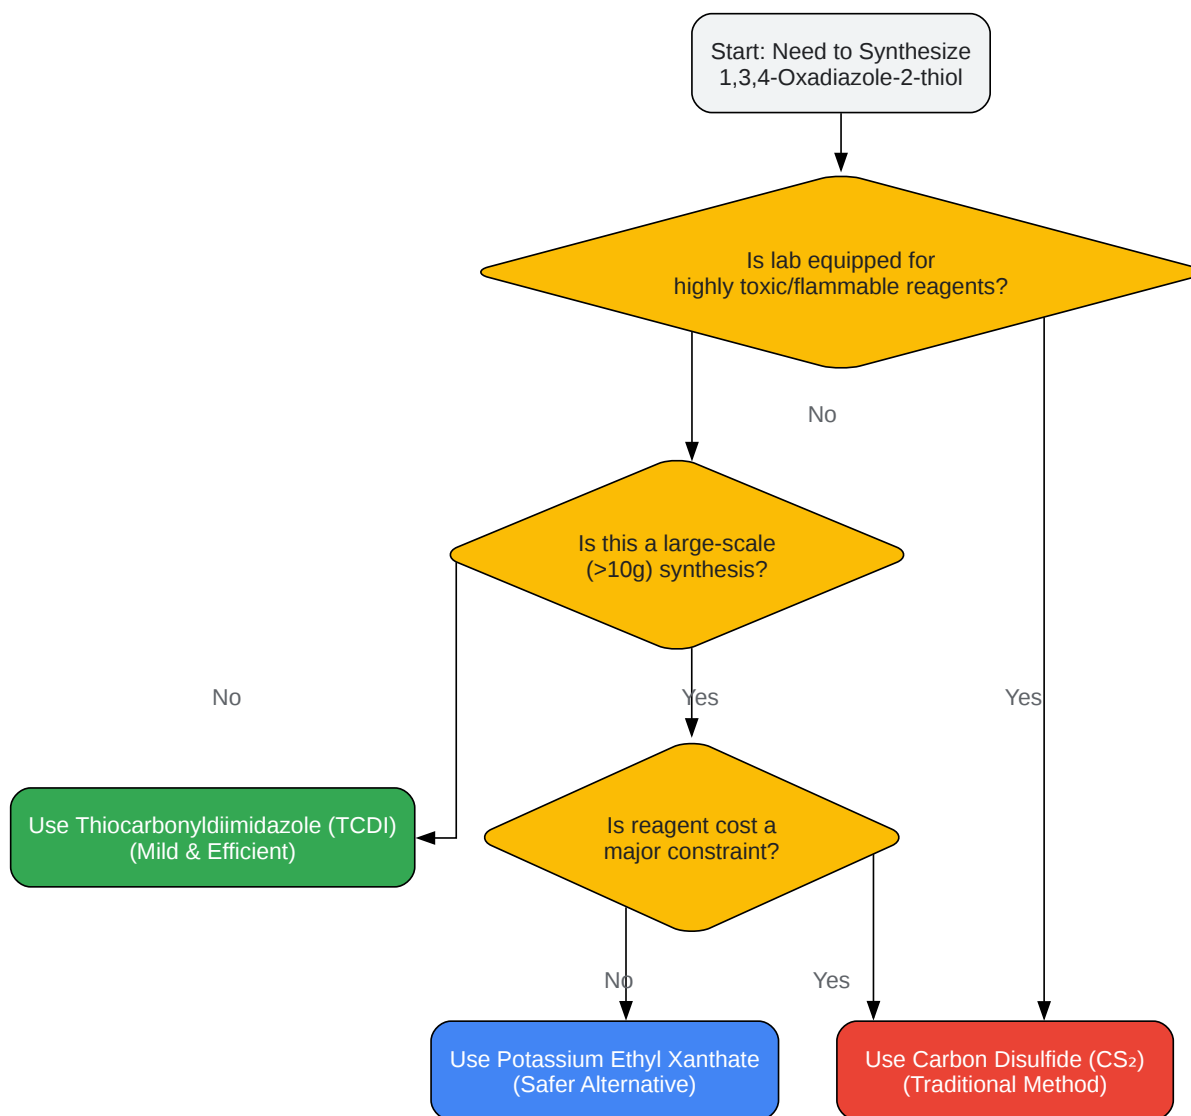 Start: Need to Synthesize
1,3,4-Oxadiazole-2-thiol
Is lab equipped for
highly toxic/flammable reagents?
No
Is this a large-scale
(>10g) synthesis?
No
Yes
Yes
Use Thiocarbonyldiimidazole (TCDI)
(Mild & Efficient)
Is reagent cost a
major constraint?
No
Yes
Use Potassium Ethyl Xanthate
(Safer Alternative)
Use Carbon Disulfide (CS₂)
(Traditional Method)